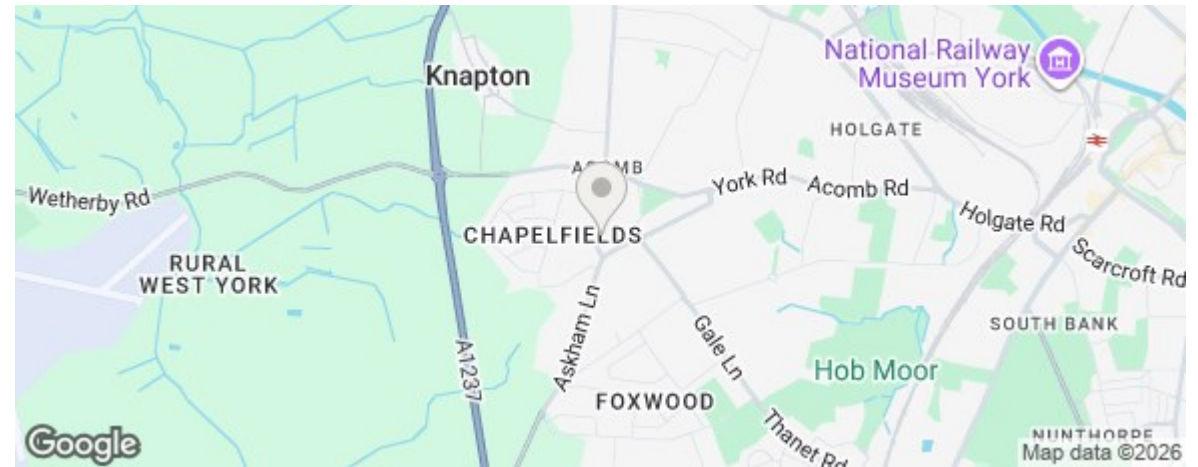 Knapton
National Railway
Museum York
HOLGATE
ACOMB
Wetherby Rd
York Rd
Acomb Rd
Holgate Rd
CHAPELFIELDS
Scarcroft Rd
RURAL
WEST YORK
Askham Ln
A1237
Gale Ln
SOUTH BANK
Hob Moor
FOXWOOD
Thanet Rd
NUNTHORPE
Google
Map data ©2026